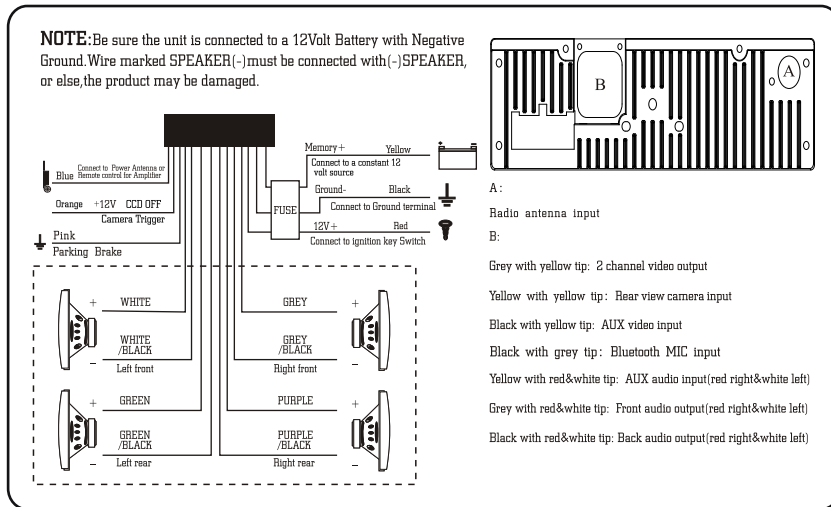 NOTE:Be sure the unit is connected to a 12Volt Battery with Negative
Ground.Wire marked SPEAKER(-)must be connected with(-)SPEAKER,
or else,the product may be damaged.
Blue
Connect to Power Antenna or
Remote control for Amplifier
Orange +12V CCD OFF
Camera Trigger
Pink
Parking Brake
FUSE
Memory+ Yellow
Connect to a constant 12
volt source
Ground- Black
Connect to Ground terminal
12V+ Red
Connect to ignition key Switch
+ WHITE
WHITE
/BLACK
-
Left front
GREY +
GREY
/BLACK
-
Right front
+ GREEN
GREEN
/BLACK
-
Left rear
PURPLE +
PURPLE
/BLACK
-
Right rear
B
A
A:
Radio antenna input
B:
Grey with yellow tip: 2 channel video output
Yellow with yellow tip: Rear view camera input
Black with yellow tip: AUX video input
Black with grey tip: Bluetooth MIC input
Yellow with red&white tip: AUX audio input(red right&white left)
Grey with red&white tip: Front audio output(red right&white left)
Black with red&white tip: Back audio output(red right&white left)